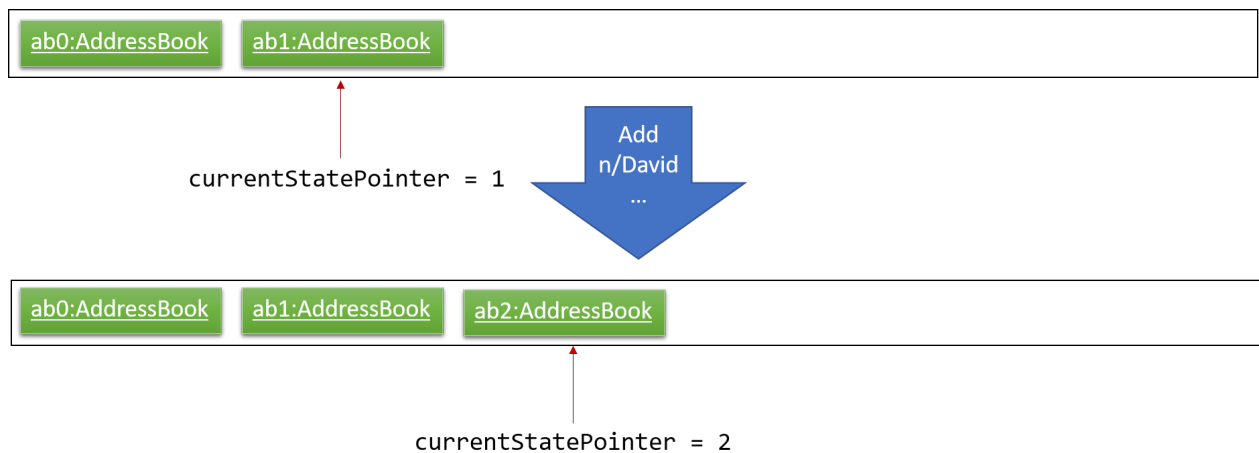 ab0:AddressBook
ab1:AddressBook
Add
n/David
...
currentStatePointer = 1
ab0:AddressBook
ab1:AddressBook
ab2:AddressBook
currentStatePointer = 2